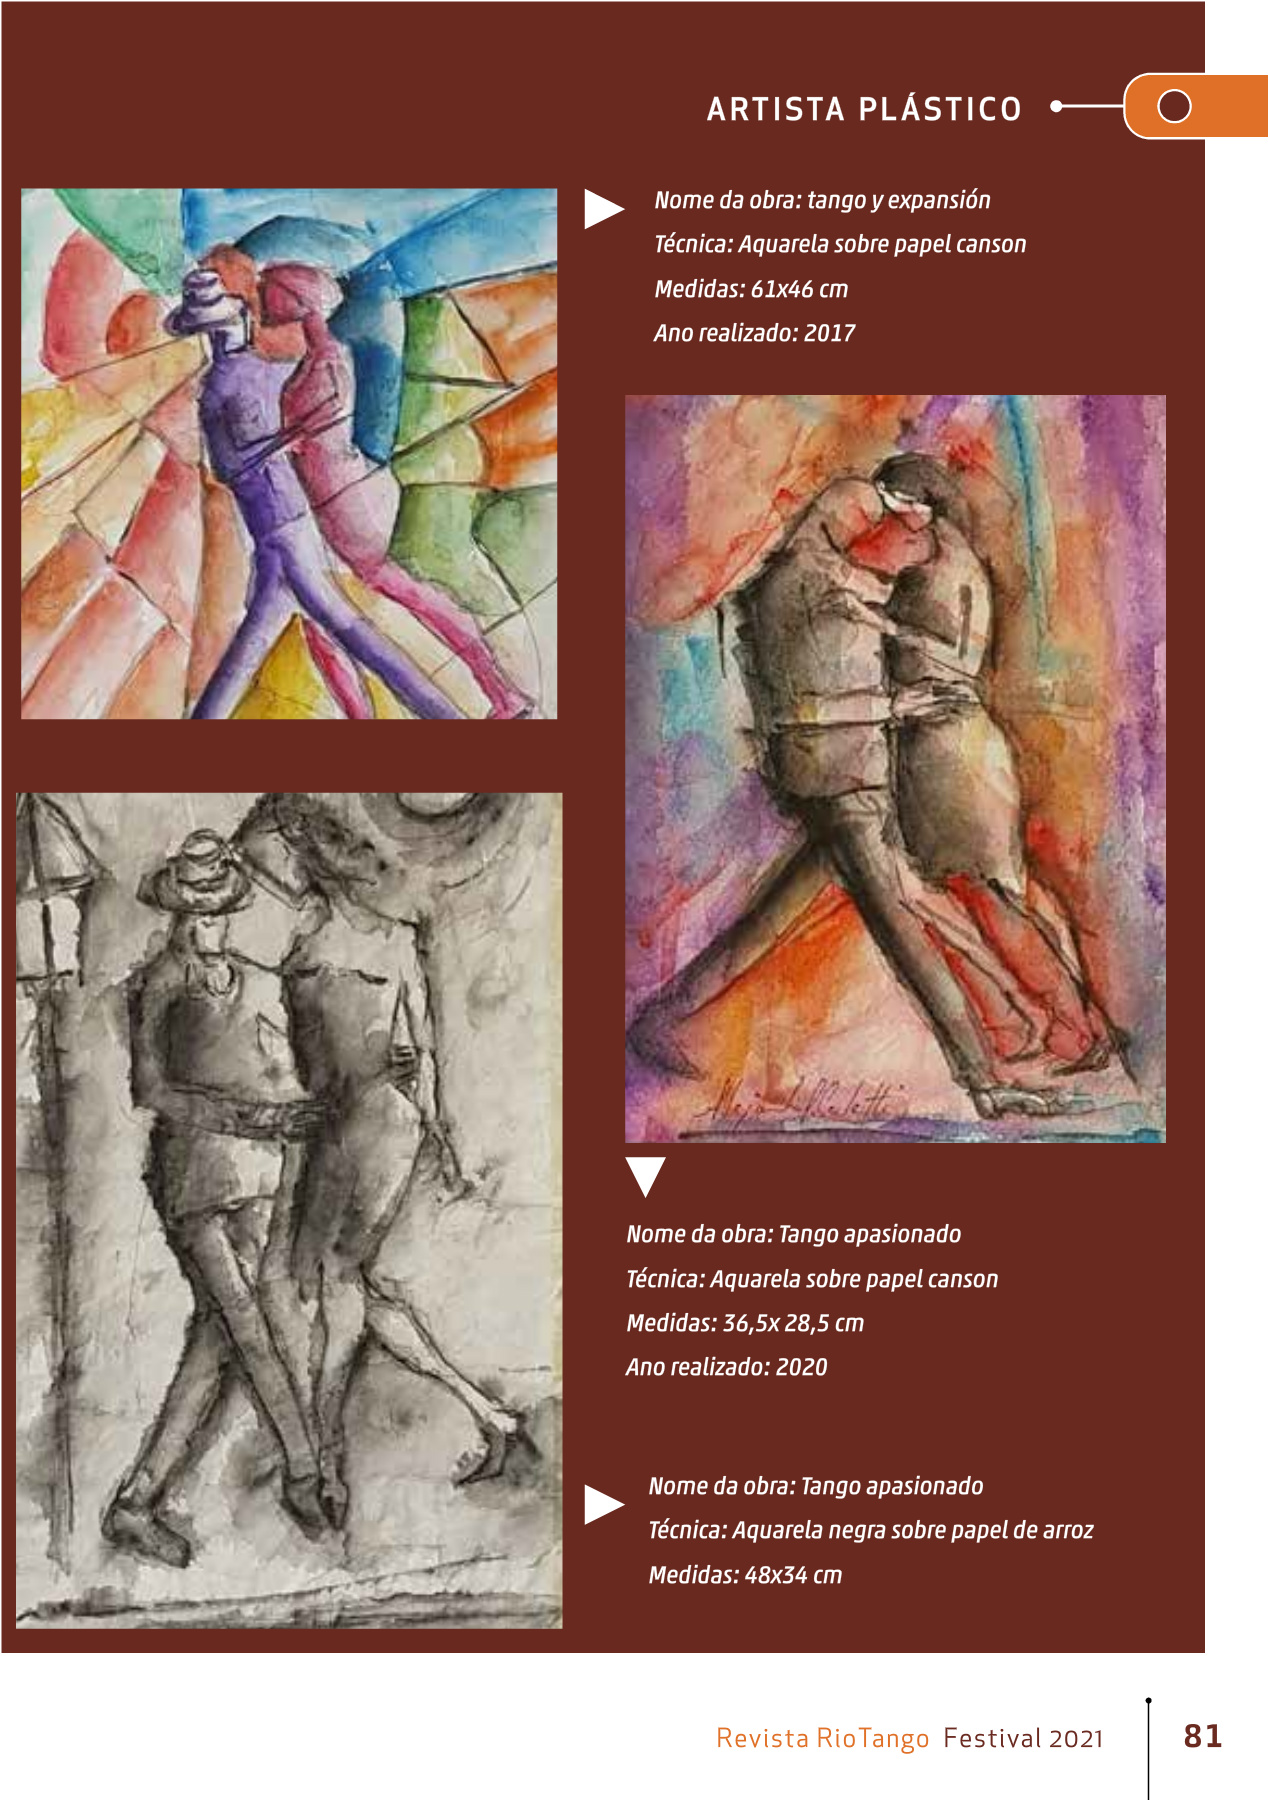 ARTISTA PLÁSTICO
Nome da obra: tango y expansión
Técnica: Aquarela sobre papel canson
Medidas: 61x46 cm
Ano realizado: 2017
Nome da obra: Tango apasionado
Técnica: Aquarela sobre papel canson
Medidas: 36,5x 28,5 cm
Ano realizado: 2020
Nome da obra: Tango apasionado
Técnica: Aquarela negra sobre papel de arroz
Medidas: 48x34 cm
Revista RioTango Festival 2021
81